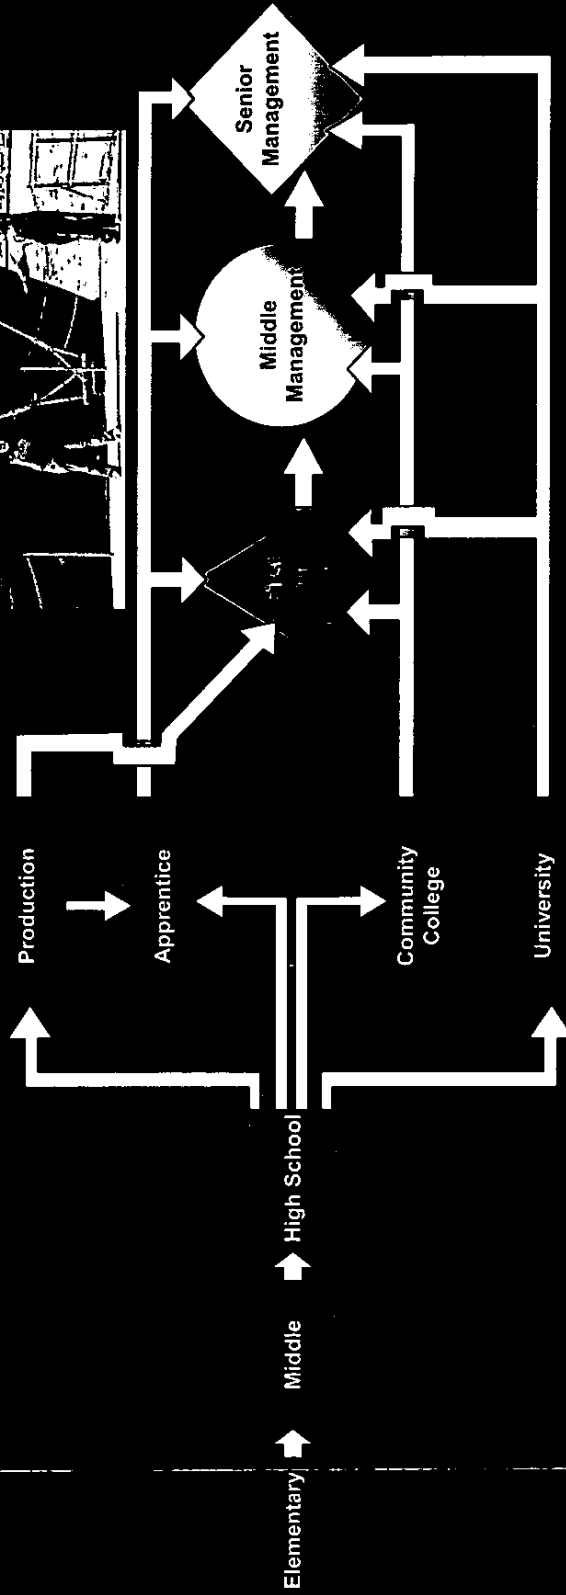 Elementary
Middle
High School
Production
Apprentice
Community
College
University
Middle
Management
Senior
Management